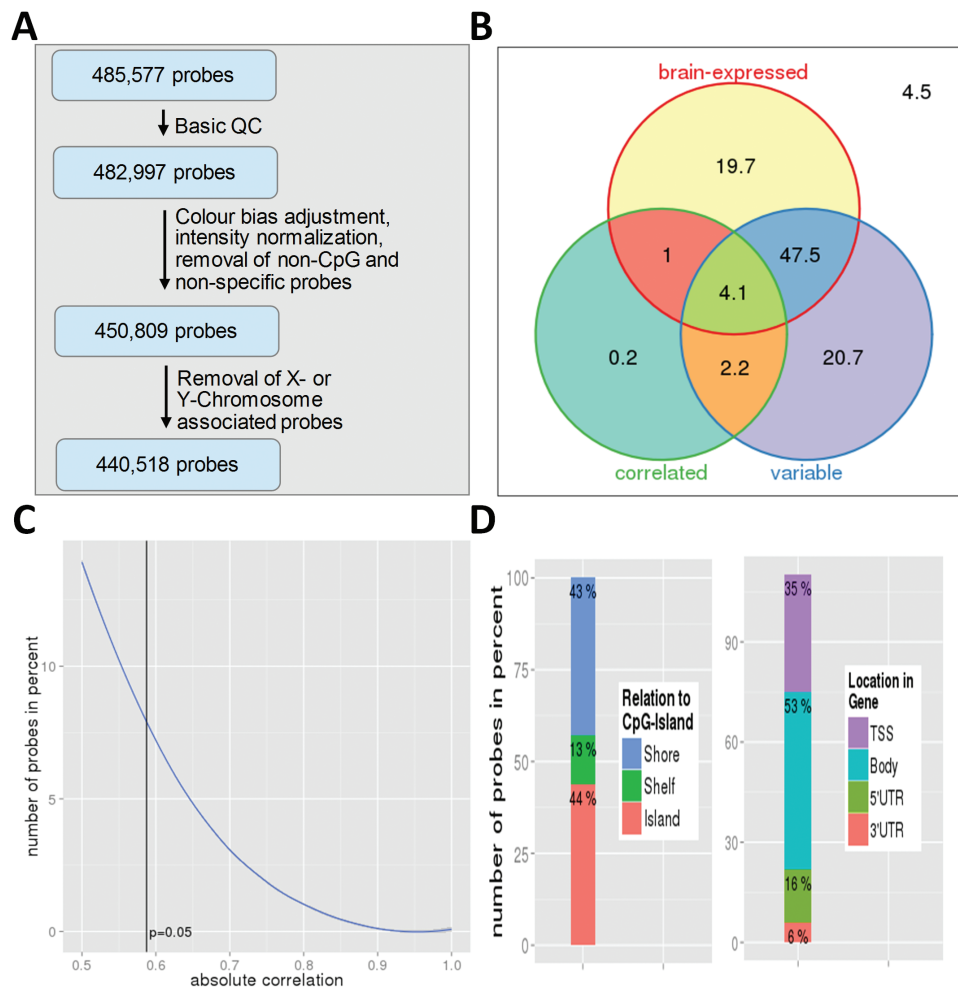 A
485,577 probes
Basic QC
482,997 probes
Colour bias adjustment,
intensity normalization,
removal of non-CpG and
non-specific probes
450,809 probes
Removal of X- or
Y-Chromosome
associated probes
440,518 probes
B
brain-expressed
4.5
19.7
1
47.5
4.1
0.2
2.2
20.7
correlated
variable
C
number of probes in percent
10
5
0
p=0.05
0.5
0.6
0.7
0.8
0.9
1.0
absolute correlation
D
number of probes in percent
100
75
50
25
0
43 %
13 %
44 %
Relation to
CpG-Island
Shore
Shelf
Island
90
60
30
0
35 %
53 %
16 %
6 %
Location in
Gene
TSS
Body
5'UTR
3'UTR